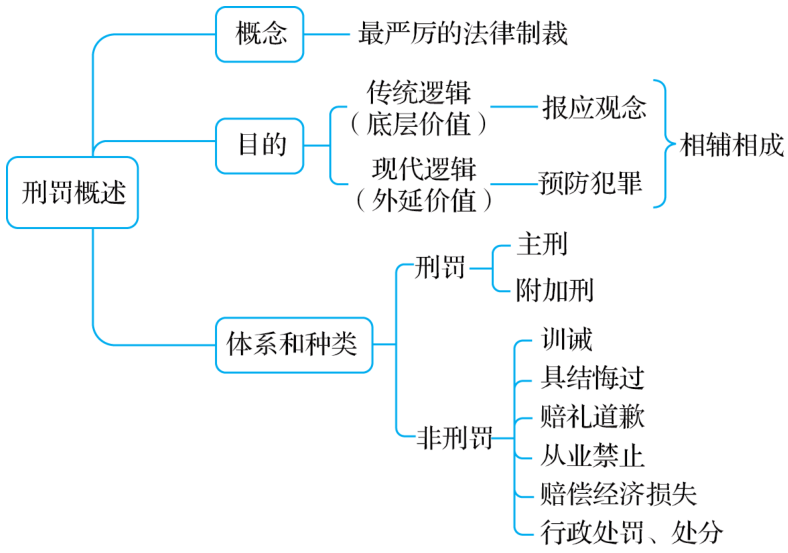 刑罚概述
概念
最严厉的法律制裁
目的
传统逻辑
（底层价值）
报应观念
现代逻辑
（外延价值）
预防犯罪
相辅相成
体系和种类
刑罚
主刑
附加刑
非刑罚
训诫
具结悔过
赔礼道歉
从业禁止
赔偿经济损失
行政处罚、处分